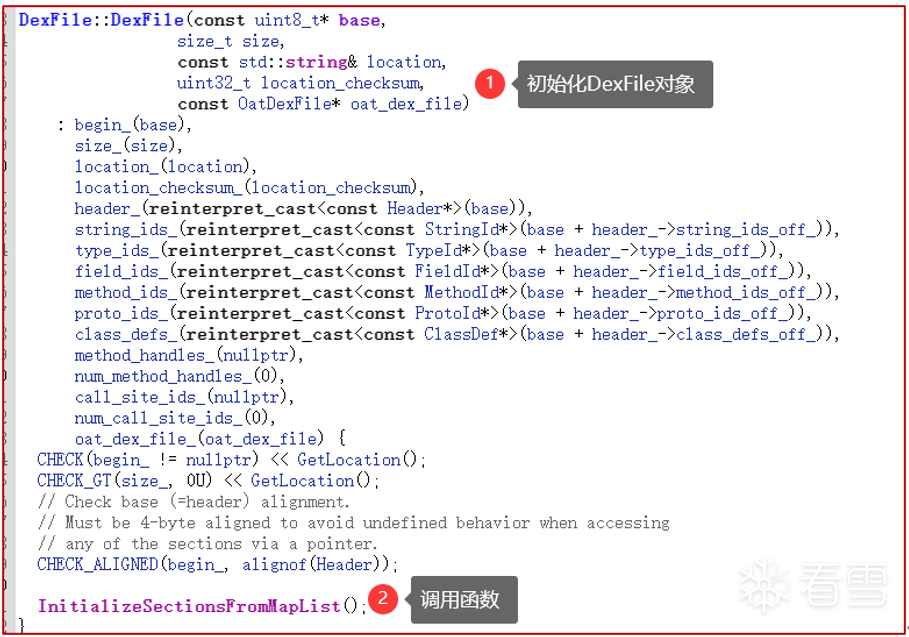 DexFile::DexFile(const uint8_t* base,
                 size_t size,
                 const std::string& location,
                 uint32_t location_checksum,
                 const OatDexFile* oat_dex_file)
1 初始化DexFile对象
    : begin_(base),
      size_(size),
      location_(location),
      location_checksum_(location_checksum),
      header_(reinterpret_cast<const Header*>(base)),
      string_ids_(reinterpret_cast<const StringId*>(base + header_->string_ids_off_)),
      type_ids_(reinterpret_cast<const TypeId*>(base + header_->type_ids_off_)),
      field_ids_(reinterpret_cast<const FieldId*>(base + header_->field_ids_off_)),
      method_ids_(reinterpret_cast<const MethodId*>(base + header_->method_ids_off_)),
      proto_ids_(reinterpret_cast<const ProtoId*>(base + header_->proto_ids_off_)),
      class_defs_(reinterpret_cast<const ClassDef*>(base + header_->class_defs_off_)),
      method_handles_(nullptr),
      num_method_handles_(0),
      call_site_ids_(nullptr),
      num_call_site_ids_(0),
      oat_dex_file_(oat_dex_file) {
  CHECK(begin_ != nullptr) << GetLocation();
  CHECK_GT(size_, 0U) << GetLocation();
  // Check base (=header) alignment.
  // Must be 4-byte aligned to avoid undefined behavior when accessing
  // any of the sections via a pointer.
  CHECK_ALIGNED(begin_, alignof(Header));
  InitializeSectionsFromMapList();
2 调用函数
}
看雪